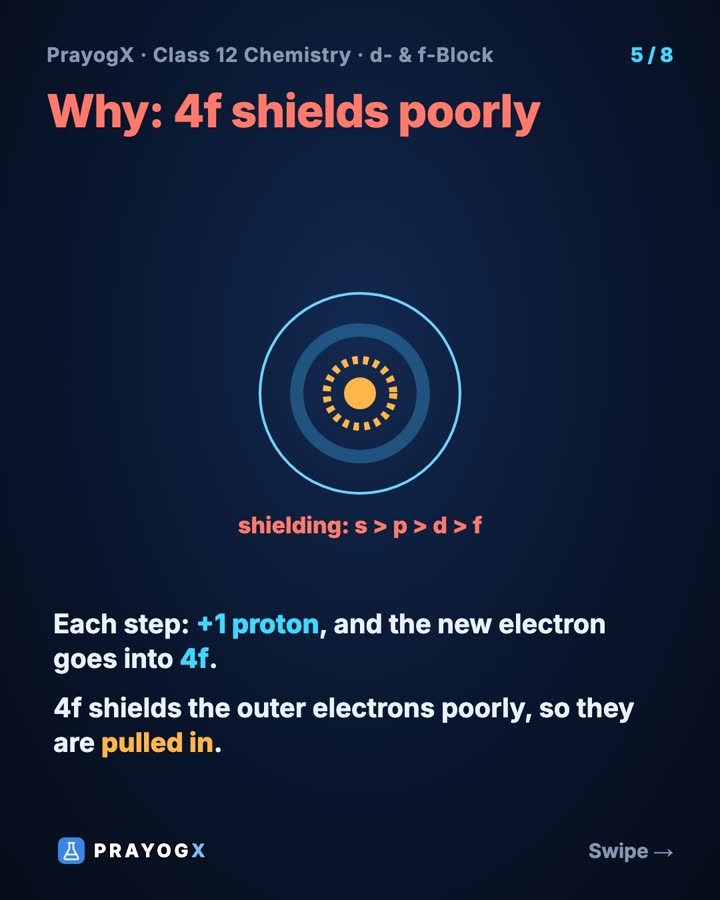 PrayogX · Class 12 Chemistry · d- & f-Block
5 / 8
Why: 4f shields poorly
shielding: s > p > d > f
Each step: +1 proton, and the new electron
goes into 4f.
4f shields the outer electrons poorly, so they
are pulled in.
PRAYOGX
Swipe →